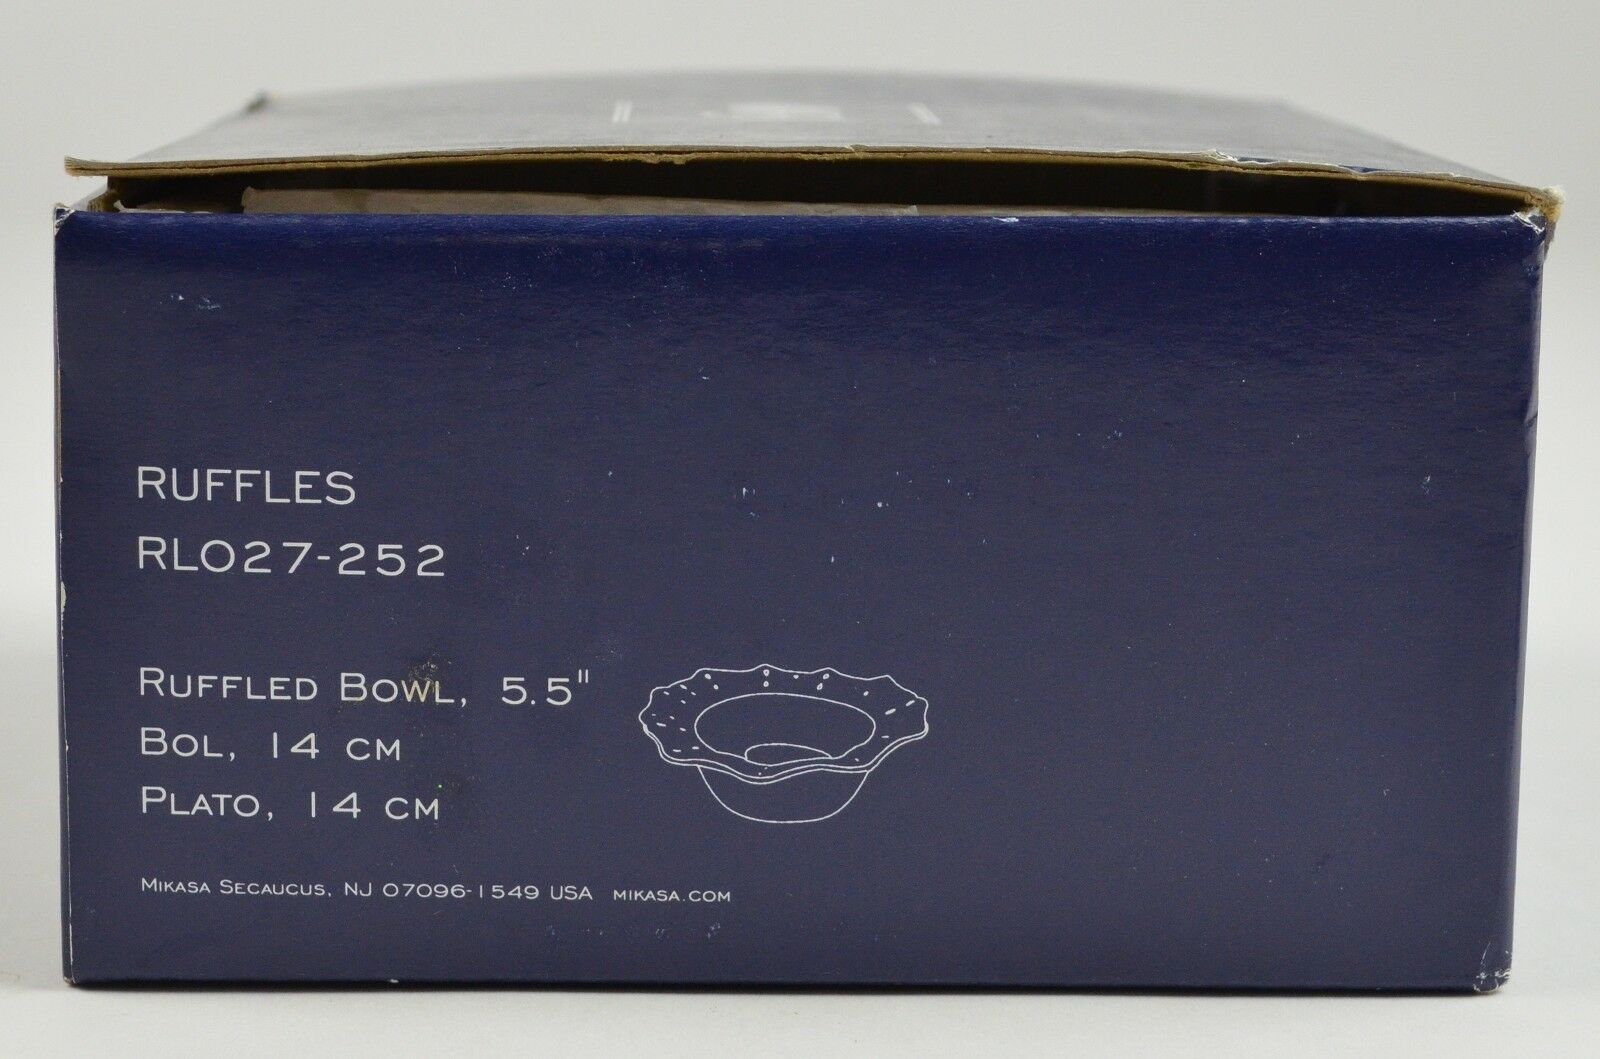 RUFFLES
RL027-252
RUFFLED BOWL, 5.5"
BOL, 14 CM
PLATO, 14 CM
MIKASA SECAUCUS, NJ 07096-1549 USA MIKASA.COM